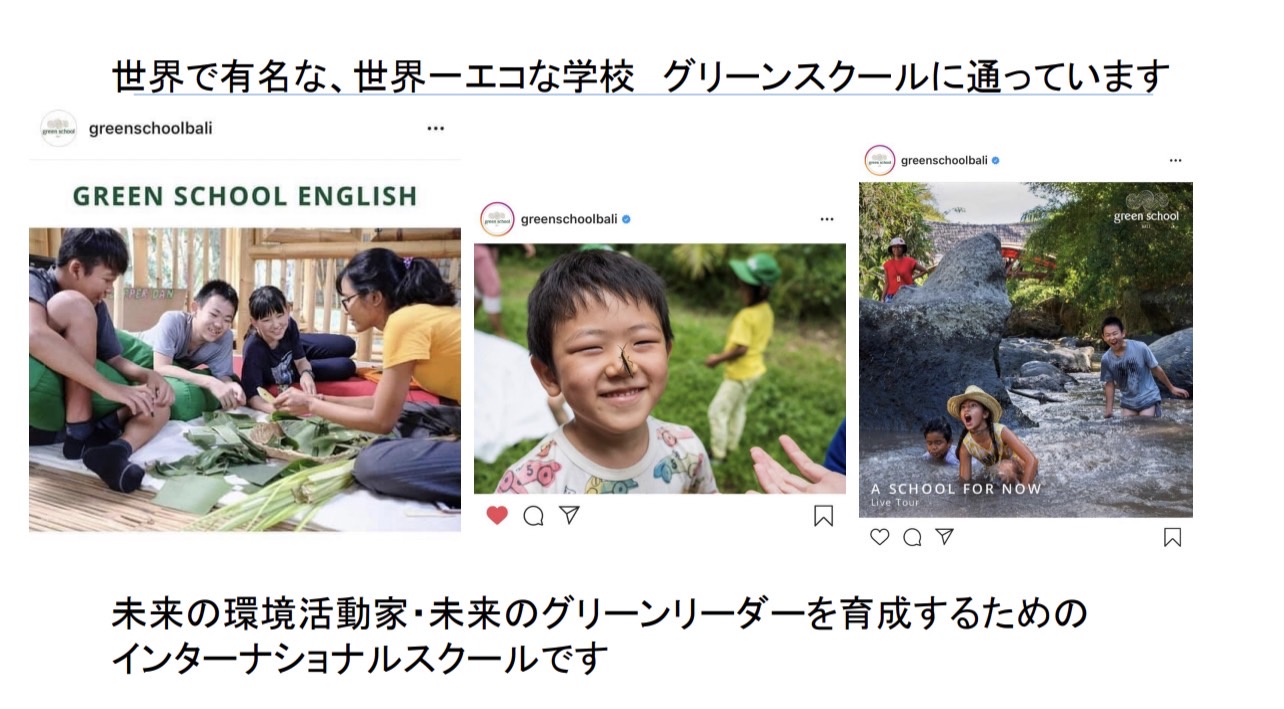 世界で有名な、世界一エコな学校　グリーンスクールに通っています
greenschoolbali
GREEN SCHOOL ENGLISH
greenschoolbali
greenschoolbali
green school
A SCHOOL FOR NOW
Live Tour
未来の環境活動家・未来のグリーンリーダーを育成するための
インターナショナルスクールです